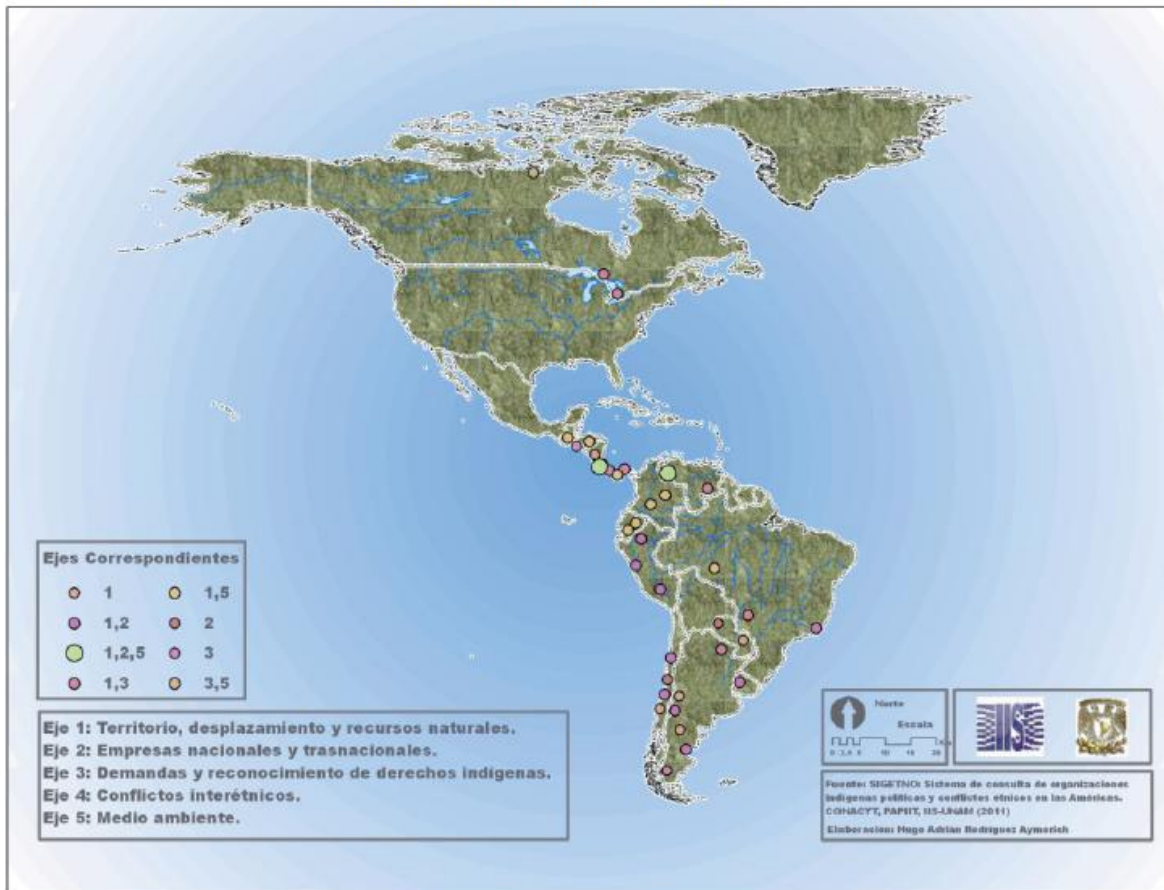 Ejes Correspondientes
1
1,5
1,2
2
1,2,5
3
1,3
3,5
Eje 1: Territorio, desplazamiento y recursos naturales.
Eje 2: Empresas nacionales y trasnacionales.
Eje 3: Demandas y reconocimiento de derechos indígenas.
Eje 4: Conflictos interétnicos.
Eje 5: Medio ambiente.
Norte
Escala
Fuente: SIGETNO: Sistema de consulta de organizaciones
indígenas políticas y conflictos étnicos en las Américas.
CONACYT, PAPIIT, IIS-UNAM (2011)
Elaboracion: Hugo Adrian Rodriguez Aymerich